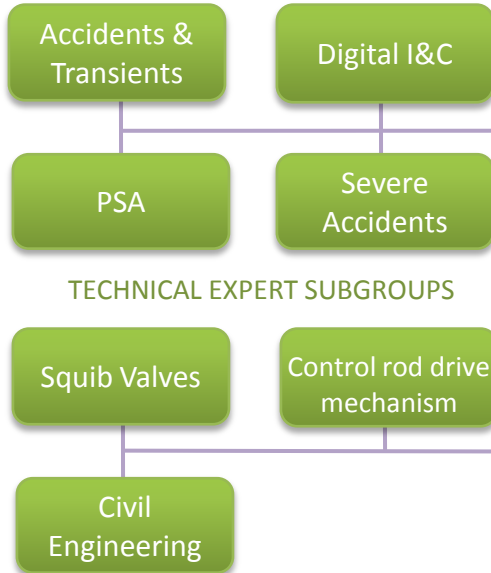 Accidents &
Transients
Digital I&C
PSA
Severe
Accidents
TECHNICAL EXPERT SUBGROUPS
Squib Valves
Control rod drive
mechanism
Civil
Engineering